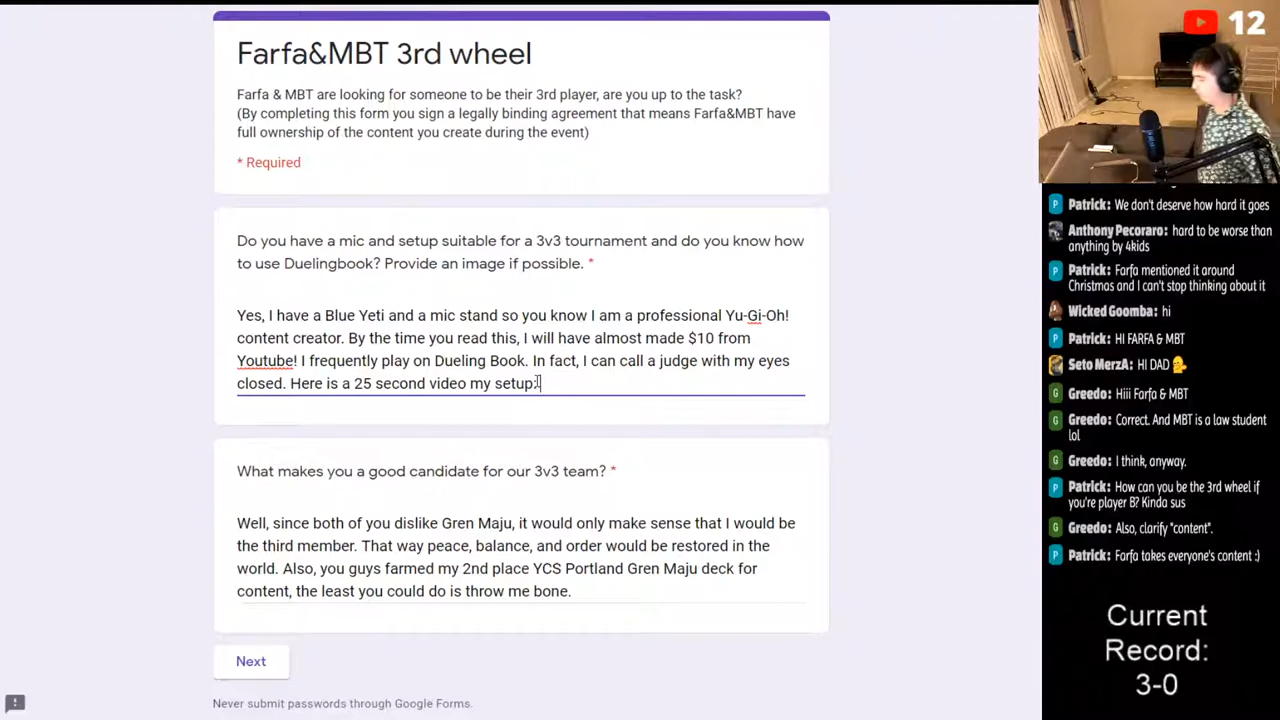 Farfa&MBT 3rd wheel
Farfa & MBT are looking for someone to be their 3rd player, are you up to the task?
(By completing this form you sign a legally binding agreement that means Farfa&MBT have
full ownership of the content you create during the event)
* Required
Do you have a mic and setup suitable for a 3v3 tournament and do you know how
to use Duelingbook? Provide an image if possible. *
Yes, I have a Blue Yeti and a mic stand so you know I am a professional Yu-Gi-Oh!
content creator. By the time you read this, I will have almost made $10 from
Youtube! I frequently play on Dueling Book. In fact, I can call a judge with my eyes
closed. Here is a 25 second video my setup:
What makes you a good candidate for our 3v3 team? *
Well, since both of you dislike Gren Maju, it would only make sense that I would be
the third member. That way peace, balance, and order would be restored in the
world. Also, you guys farmed my 2nd place YCS Portland Gren Maju deck for
content, the least you could do is throw me bone.
Next
Never submit passwords through Google Forms.
12
Patrick: We don't deserve how hard it goes
Anthony Pecoraro: hard to be worse than
anything by 4kids
Patrick: Farfa mentioned it around
Christmas and I can't stop thinking about it
Wicked Goomba: hi
Patrick: HI FARFA & MBT
Seto MerzA: HI DAD
Greedo: Hiii Farfa & MBT
Greedo: Correct. And MBT is a law student
lol
Greedo: I think, anyway.
Patrick: How can you be the 3rd wheel if
you're player B? Kinda sus
Greedo: Also, clarify "content".
Patrick: Farfa takes everyone's content :)
Current
Record:
3-0